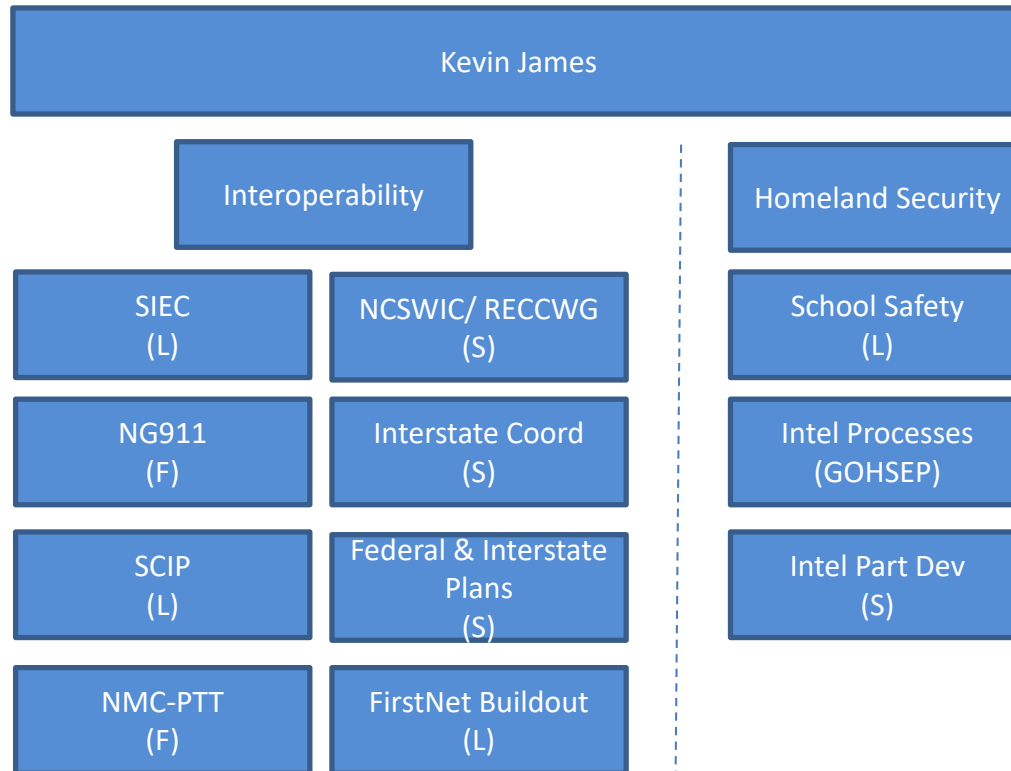 Kevin James
Interoperability
Homeland Security
SIEC
(L)
NCSWIC/ RECCWG
(S)
School Safety
(L)
NG911
(F)
Interstate Coord
(S)
Intel Processes
(GOHSEP)
SCIP
(L)
Federal & Interstate
Plans
(S)
Intel Part Dev
(S)
NMC-PTT
(F)
FirstNet Buildout
(L)